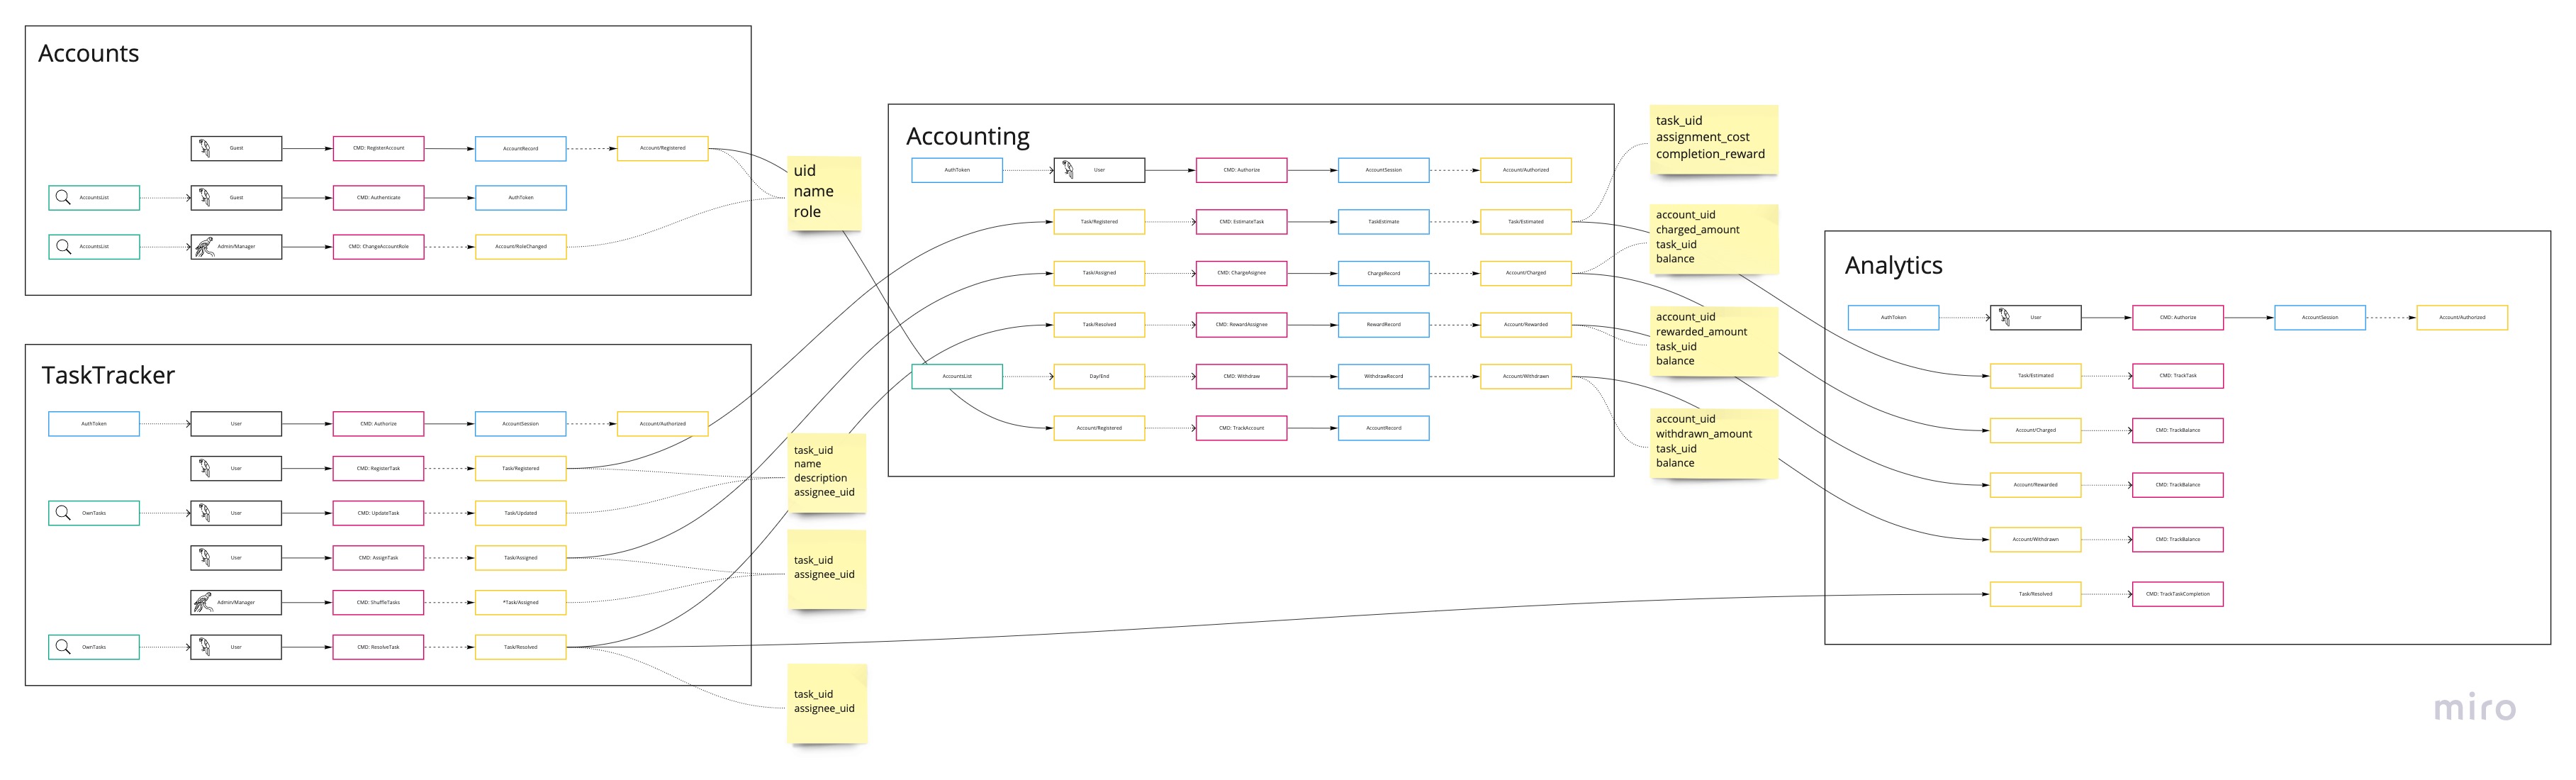 Accounts
Guest
CMD: RegisterAccount
AccountRecord
Account/Registered
AccountsList
Guest
CMD: Authenticate
AuthToken
AccountsList
Admin/Manager
CMD: ChangeAccountRole
Account/RoleChanged
uid
name
role
TaskTracker
AuthToken
User
CMD: Authorize
AccountSession
Account/Authorized
User
CMD: RegisterTask
Task/Registered
OwnTasks
User
CMD: UpdateTask
Task/Updated
User
CMD: AssignTask
Task/Assigned
Admin/Manager
CMD: ShuffleTasks
*Task/Assigned
OwnTasks
User
CMD: ResolveTask
Task/Resolved
task_uid
name
description
assignee_uid
task_uid
assignee_uid
task_uid
assignee_uid
Accounting
AuthToken
User
CMD: Authorize
AccountSession
Account/Authorized
Task/Registered
CMD: EstimateTask
TaskEstimate
Task/Estimated
Task/Assigned
CMD: ChargeAsignee
ChargeRecord
Account/Charged
Task/Resolved
CMD: RewardAssignee
RewardRecord
Account/Rewarded
AccountsList
Day/End
CMD: Withdraw
WithdrawRecord
Account/Withdrawn
Account/Registered
CMD: TrackAccount
AccountRecord
task_uid
assignment_cost
completion_reward
account_uid
charged_amount
task_uid
balance
account_uid
rewarded_amount
task_uid
balance
account_uid
withdrawn_amount
task_uid
balance
Analytics
AuthToken
User
CMD: Authorize
AccountSession
Account/Authorized
Task/Estimated
CMD: TrackTask
Account/Charged
CMD: TrackBalance
Account/Rewarded
CMD: TrackBalance
Account/Withdrawn
CMD: TrackBalance
Task/Resolved
CMD: TrackTaskCompletion
miro